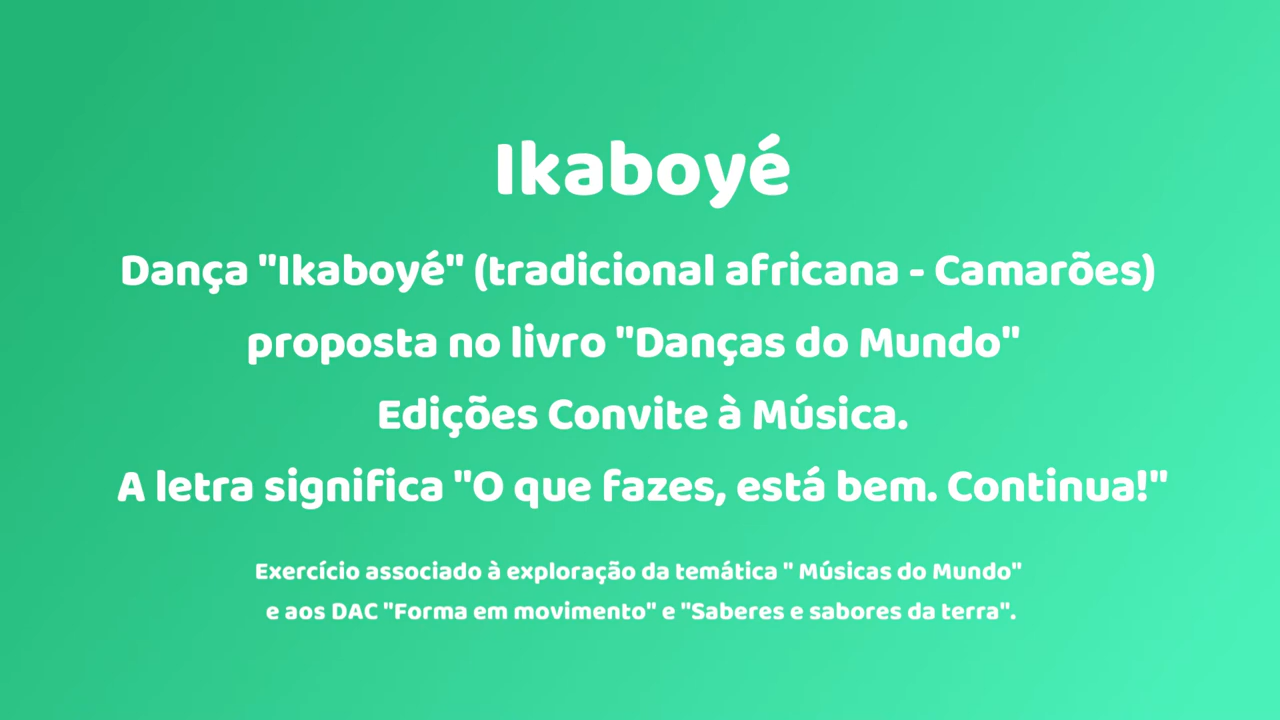 Ikaboyé
Dança "Ikaboyé" (tradicional africana - Camarões)
proposta no livro "Danças do Mundo"
Edições Convite à Música.
A letra significa "O que fazes, está bem. Continua!"
Exercício associado à exploração da temática " Músicas do Mundo"
e aos DAC "Forma em movimento" e "Saberes e sabores da terra".